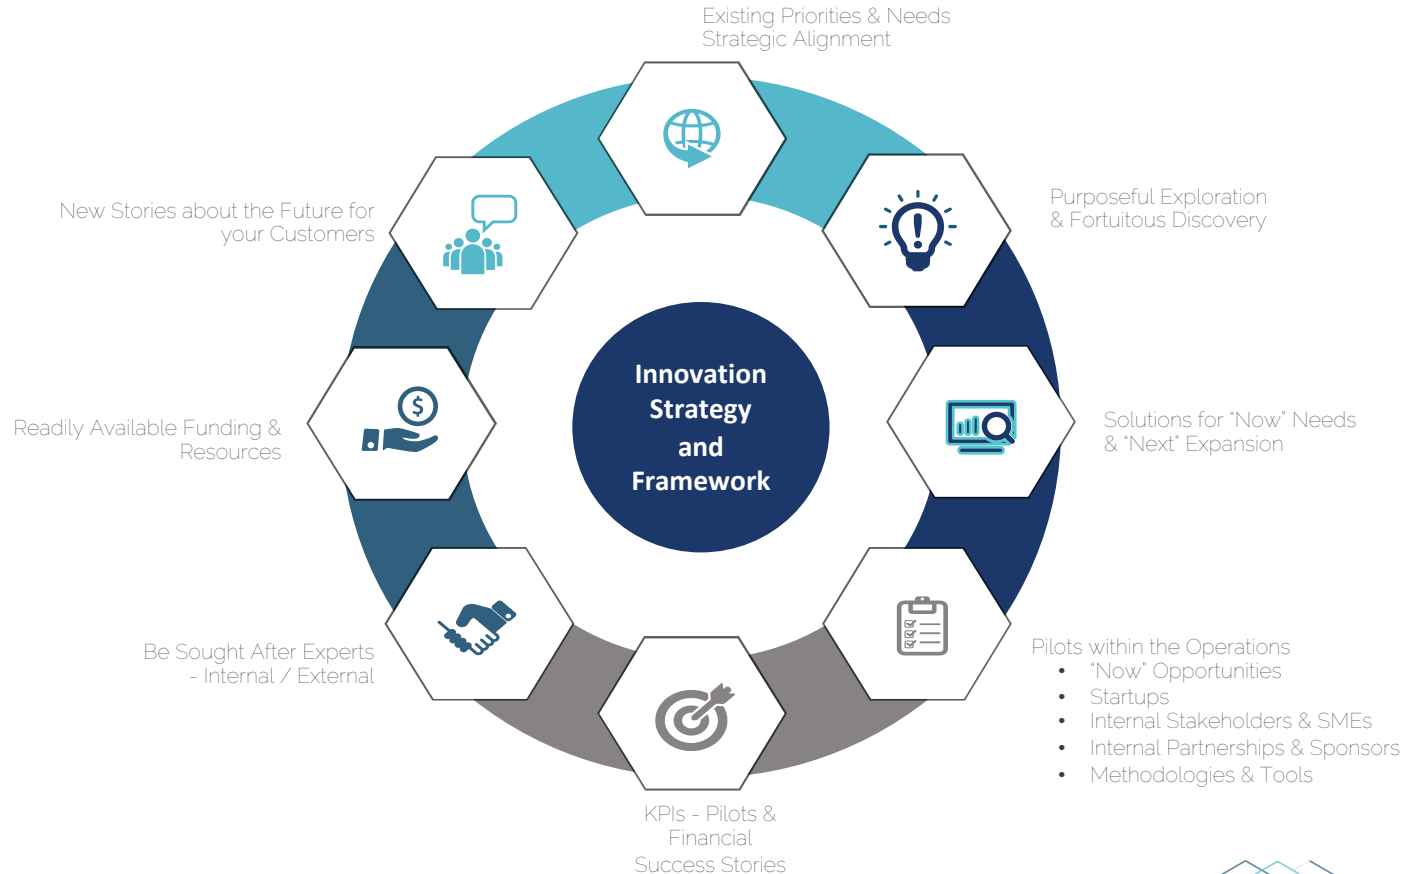 Existing Priorities & Needs
Strategic Alignment
Purposeful Exploration
& Fortuitous Discovery
Solutions for “Now” Needs
& “Next” Expansion
Pilots within the Operations
• “Now” Opportunities
• Startups
• Internal Stakeholders & SMEs
• Internal Partnerships & Sponsors
• Methodologies & Tools
KPIs - Pilots &
Financial
Success Stories
Be Sought After Experts
- Internal / External
Readily Available Funding &
Resources
New Stories about the Future for
your Customers
Innovation
Strategy
and
Framework